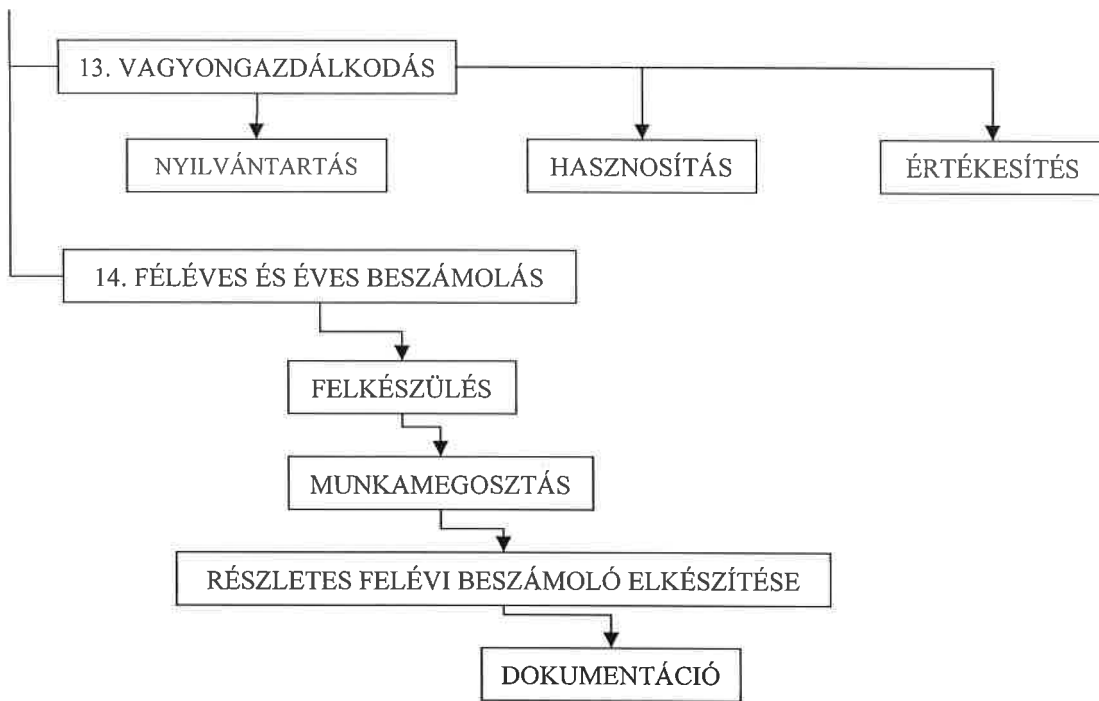 13. VAGYONGAZDÁLKODÁS
NYILVÁNTARTÁS
HASZNOSÍTÁS
ÉRTÉKESÍTÉS
14. FÉLÉVES ÉS ÉVES BESZÁMOLÁS
FELKÉSZÜLÉS
MUNKAMEGOSZTÁS
RÉSZLETES FELÉVI BESZÁMOLÓ ELKÉSZÍTÉSE
DOKUMENTÁCIÓ